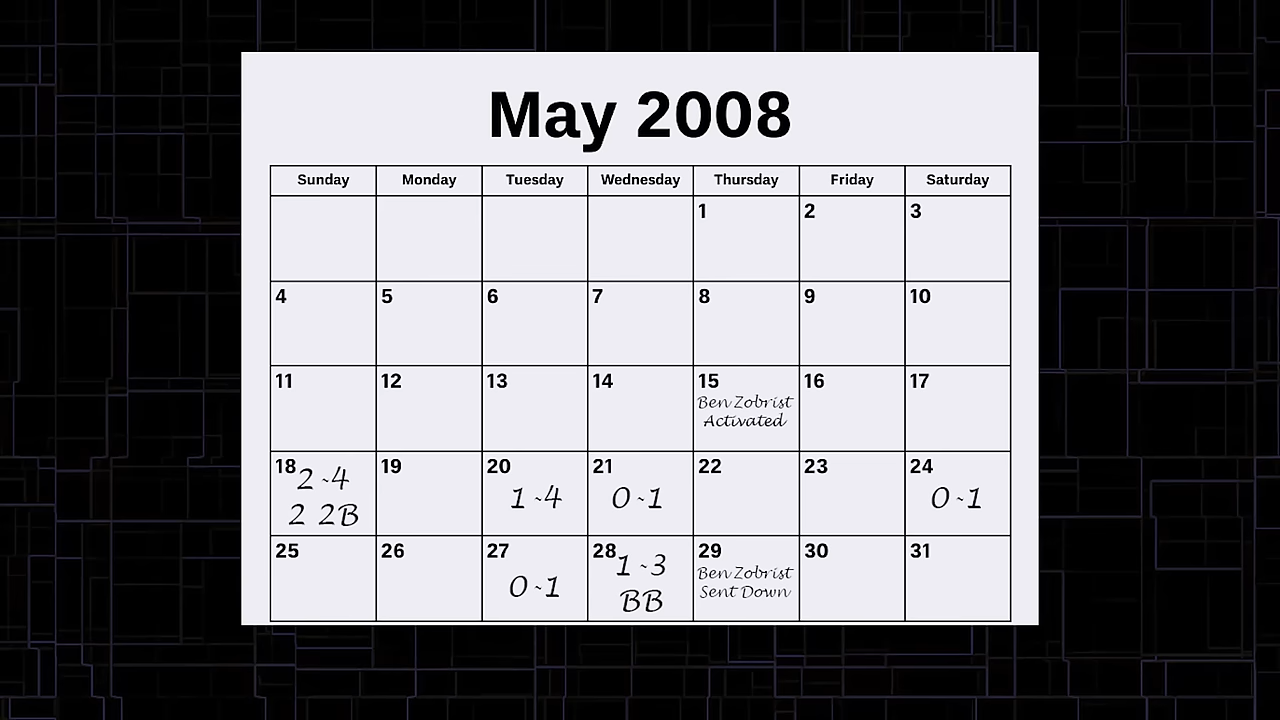 May 2008
Sunday Monday Tuesday Wednesday Thursday Friday Saturday
1 2 3
4 5 6 7 8 9 10
11 12 13 14 15 16 17
Ben Zobrist
Activated
18 19 20 21 22 23 24
2-4 1-4 0-1 0-1
2 2B
25 26 27 28 29 30 31
0-1 1-3 Ben Zobrist
BB Sent Down